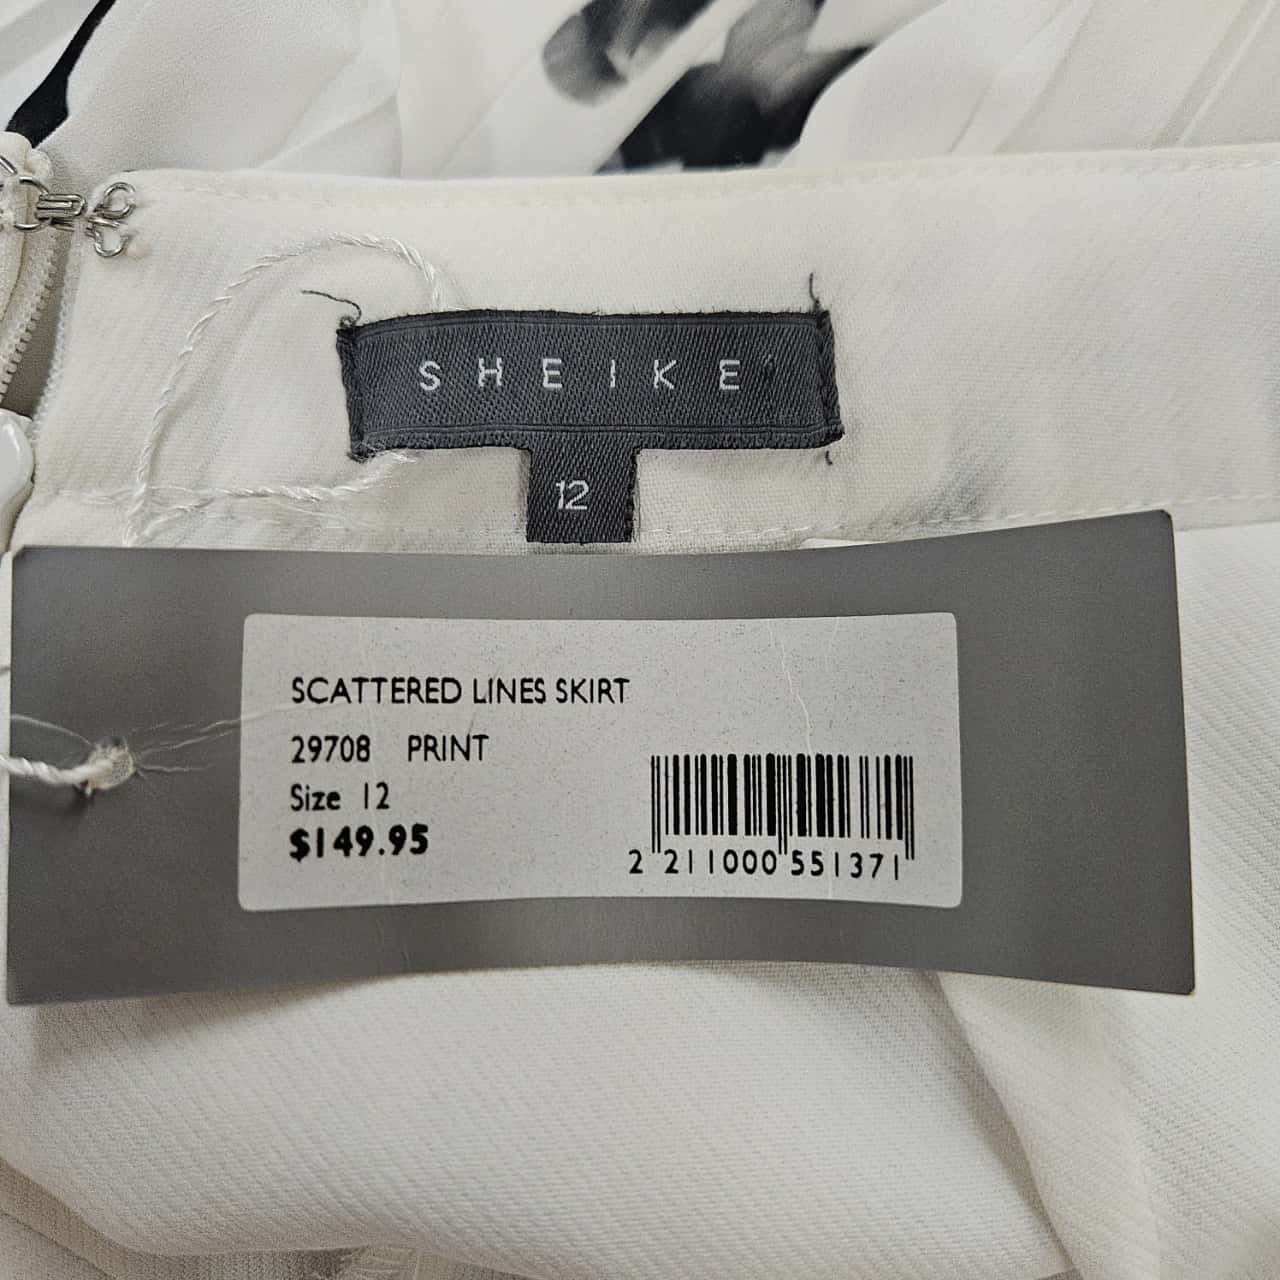 SHEIKE
12
SCATTERED LINES SKIRT
29708 PRINT
Size 12
$149.95
2 211000 551371